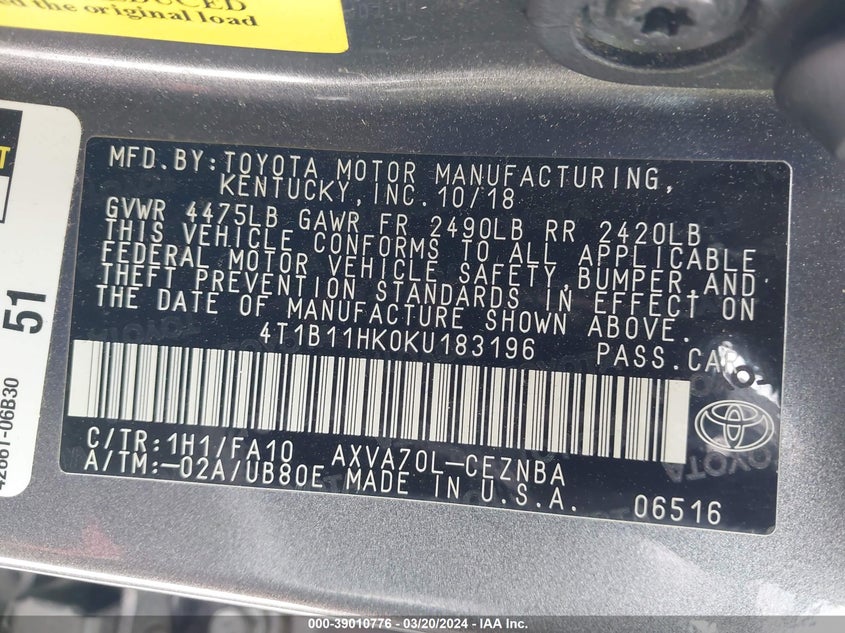 the original load
MFD.BY:TOYOTA MOTOR MANUFACTURING,
KENTUCKY,INC.10/18
GVWR 4475LB GAWR FR 2490LB RR 2420LB
THIS VEHICLE CONFORMS TO ALL APPLICABLE
FEDERAL MOTOR VEHICLE SAFETY,BUMPER,AND
THEFT PREVENTION STANDARDS IN EFFECT ON
THE DATE OF MANUFACTURE SHOWN ABOVE.
4T1B11HK0KU183196 PASS.CAR
C/TR:1H1/FA10 AXVA70L-CEZNBA
A/TM:-02A/UB80E MADE IN U.S.A.
06516
51
42661-06B30
000-39010776 - 03/20/2024 - IAA Inc.